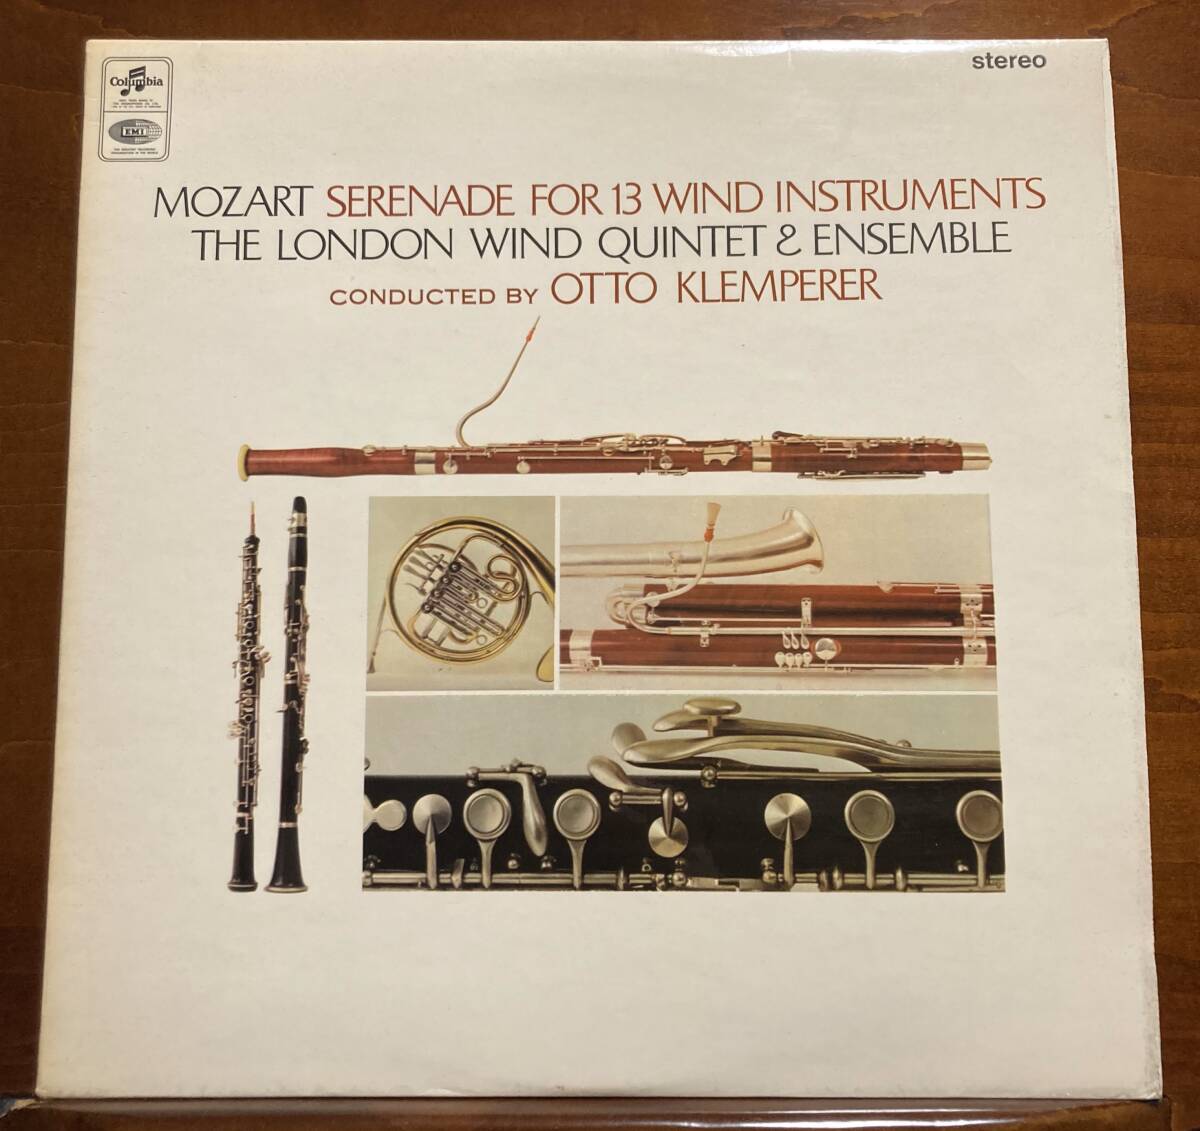 Columbia
stereo
EMI
MOZART SERENADE FOR 13 WIND INSTRUMENTS
THE LONDON WIND QUINTET & ENSEMBLE
CONDUCTED BY OTTO KLEMPERER